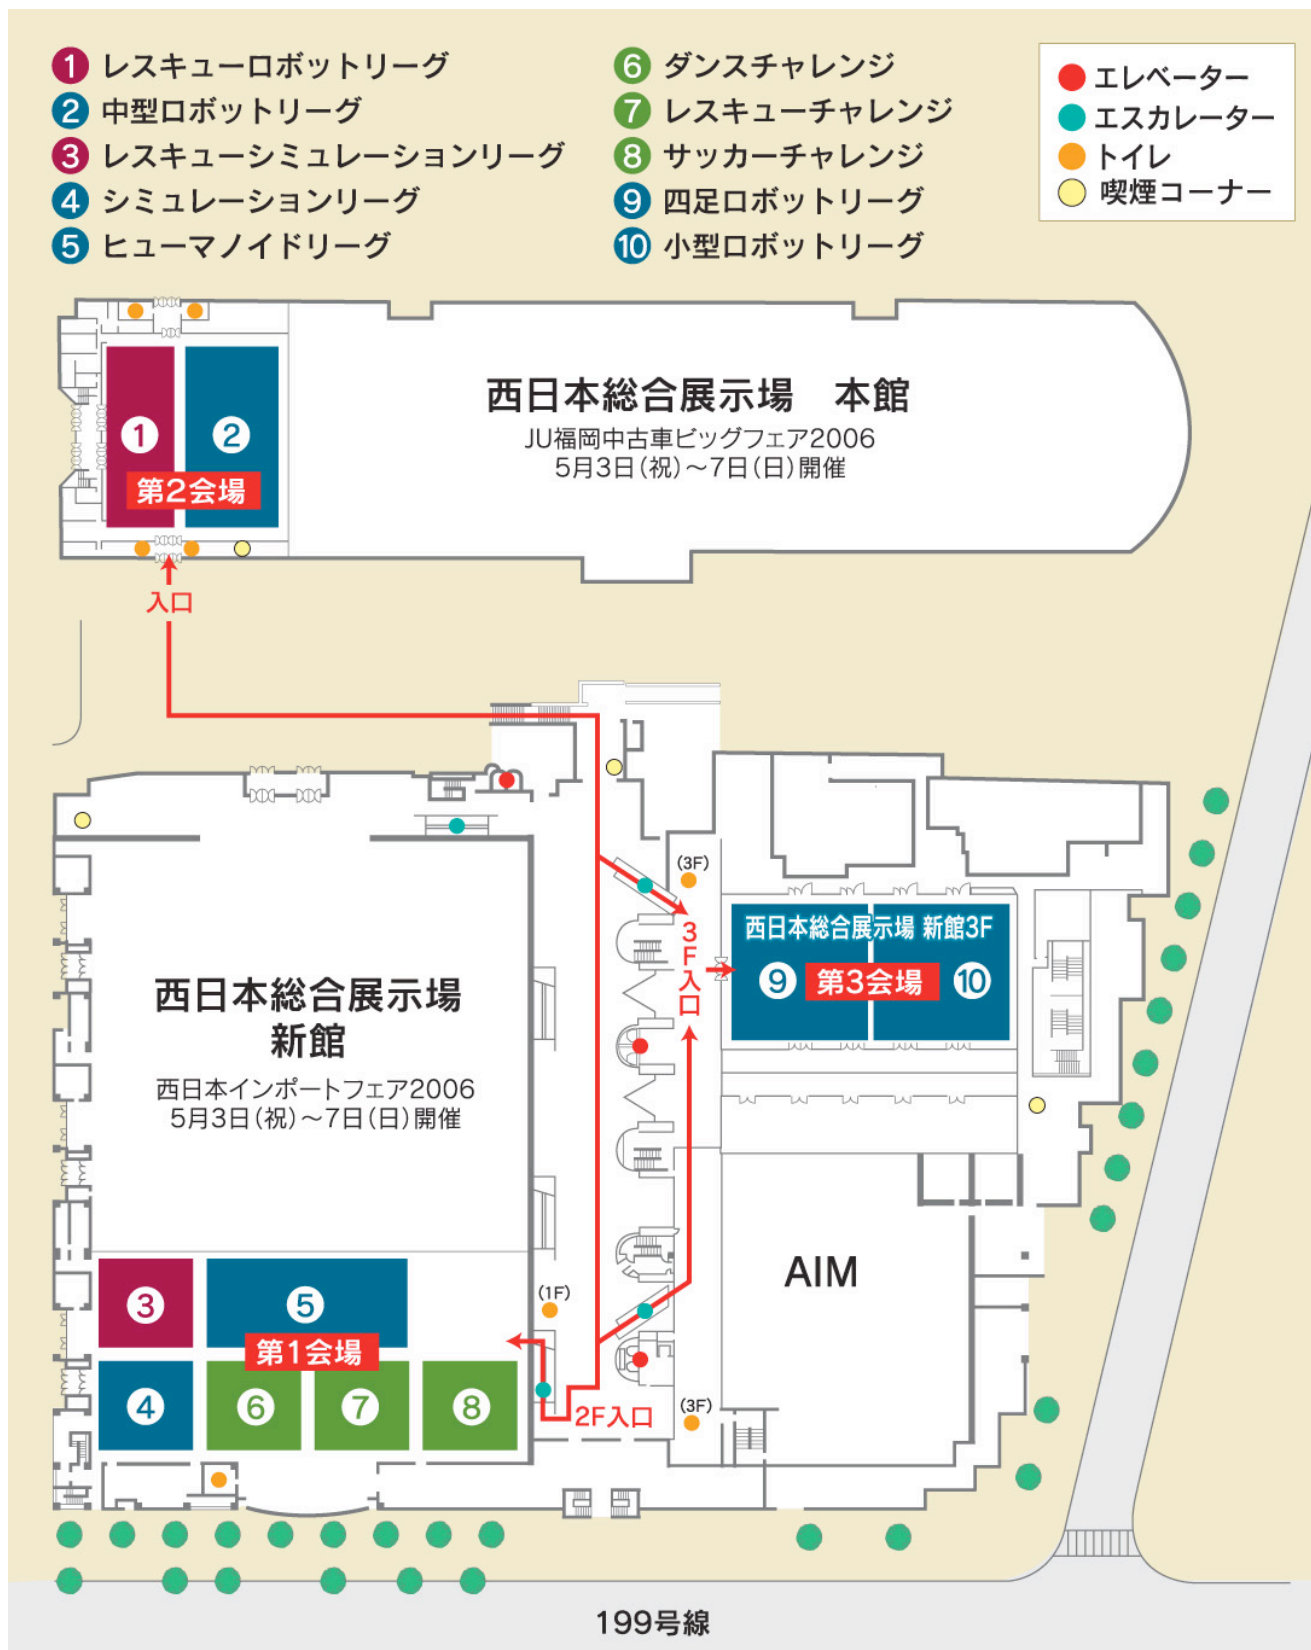 1 レスキューロボットリーグ
2 中型ロボットリーグ
3 レスキューシミュレーションリーグ
4 シミュレーションリーグ
5 ヒューマノイドリーグ
6 ダンスチャレンジ
7 レスキューチャレンジ
8 サッカーチャレンジ
9 四足ロボットリーグ
10 小型ロボットリーグ
エレベーター
エスカレーター
トイレ
喫煙コーナー
西日本総合展示場 本館
JU福岡中古車ビッグフェア2006
5月3日(祝)～7日(日)開催
1
2
第2会場
入口
(3F)
3F入口
西日本総合展示場 新館3F
9
第3会場
10
西日本総合展示場
新館
西日本インポートフェア2006
5月3日(祝)～7日(日)開催
AIM
3
5
(1F)
第1会場
4
6
7
8
2F入口
(3F)
199号線